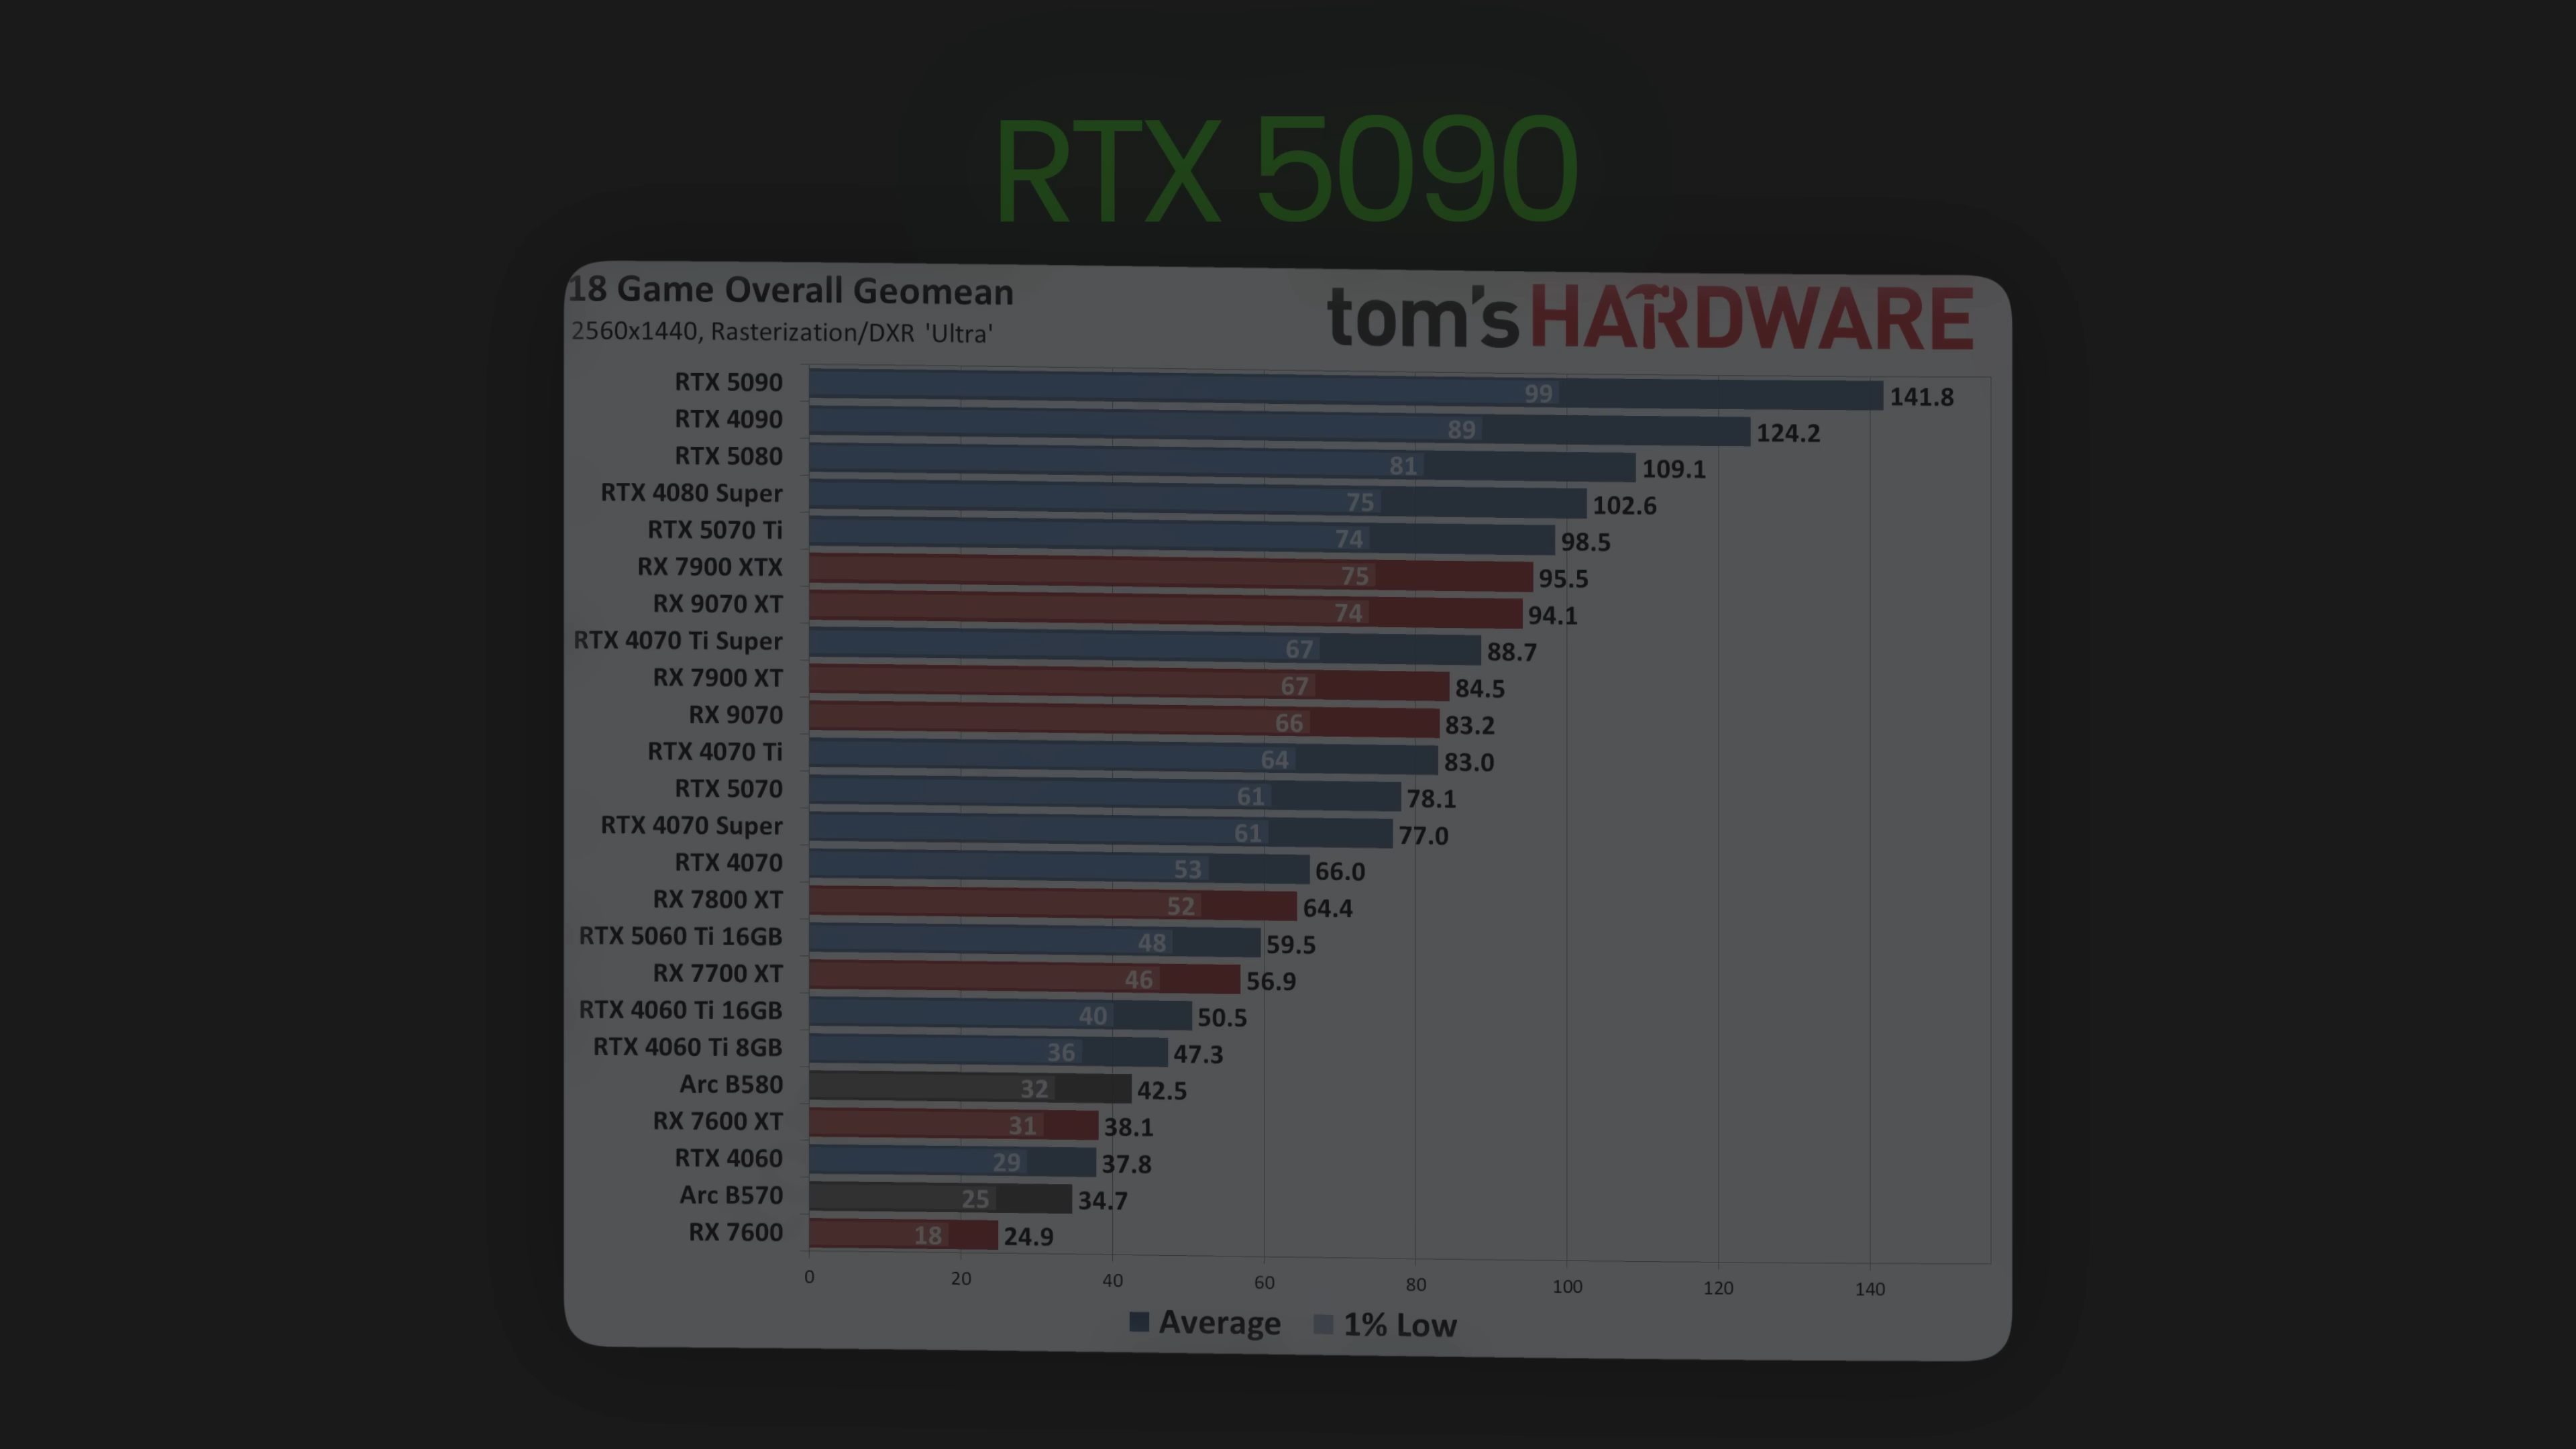 RTX 5090
18 Game Overall Geomean
tom's HARDWARE
2560x1440, Rasterization/DXR 'Ultra'
RTX 5090 99 141.8
RTX 4090 89 124.2
RTX 5080 81 109.1
RTX 4080 Super 75 102.6
RTX 5070 Ti 74 98.5
RX 7900 XTX 75 95.5
RX 9070 XT 74 94.1
RTX 4070 Ti Super 67 88.7
RX 7900 XT 67 84.5
RX 9070 66 83.2
RTX 4070 Ti 64 83.0
RTX 5070 61 78.1
RTX 4070 Super 61 77.0
RTX 4070 53 66.0
RX 7800 XT 52 64.4
RTX 5060 Ti 16GB 48 59.5
RX 7700 XT 46 56.9
RTX 4060 Ti 16GB 40 50.5
RTX 4060 Ti 8GB 36 47.3
Arc B580 32 42.5
RX 7600 XT 31 38.1
RTX 4060 29 37.8
Arc B570 25 34.7
RX 7600 18 24.9
0 20 40 60 80 100 120 140
Average 1% Low